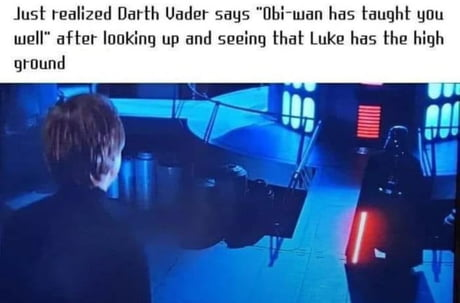 Just realized Darth Vader says "Obi-wan has taught you
well" after looking up and seeing that Luke has the high
ground